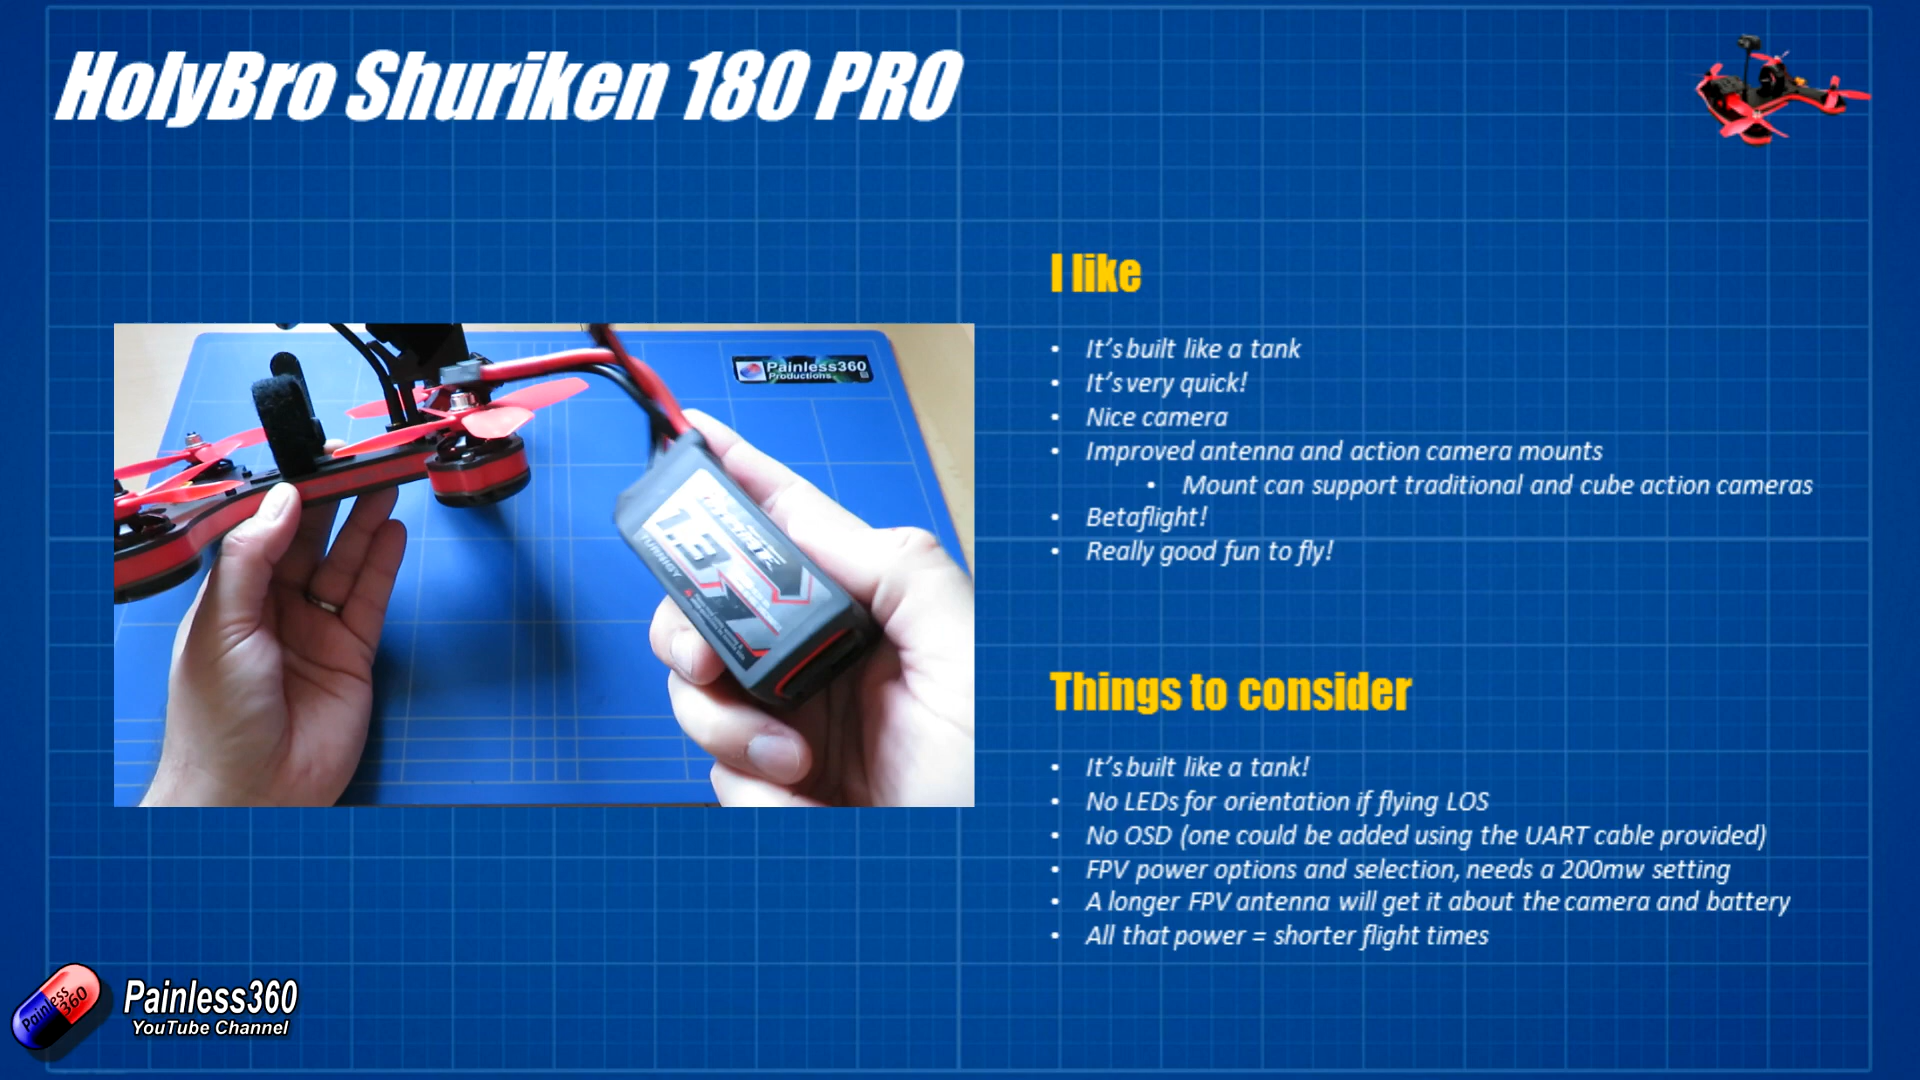 HolyBro Shuriken 180 PRO
I like
• It's built like a tank
• It's very quick!
• Nice camera
• Improved antenna and action camera mounts
• Mount can support traditional and cube action cameras
• Betaflight!
• Really good fun to fly!
Painless360
Productions
1.3
TURNIGY
Things to consider
• It's built like a tank!
• No LEDs for orientation if flying LOS
• No OSD (one could be added using the UART cable provided)
• FPV power options and selection, needs a 200mw setting
• A longer FPV antenna will get it about the camera and battery
• All that power = shorter flight times
Painless360
Painless360
YouTube Channel